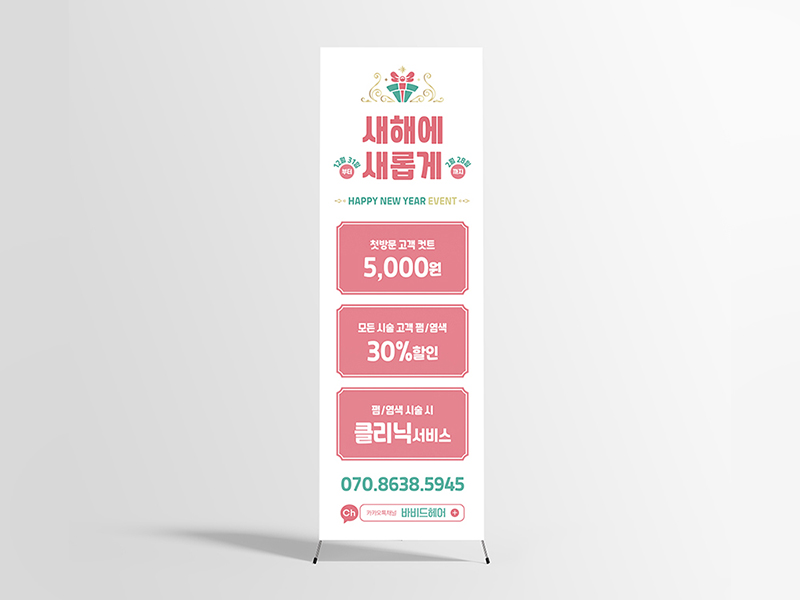 새해에
12월 31일
부터
새롭게
2월 28일
까지
HAPPY NEW YEAR EVENT
첫방문 고객 컷트
5,000원
모든 시술 고객 펌/염색
30%할인
펌/염색 시술 시
클리닉서비스
070.8638.5945
Ch 카카오톡채널 바비드헤어 +